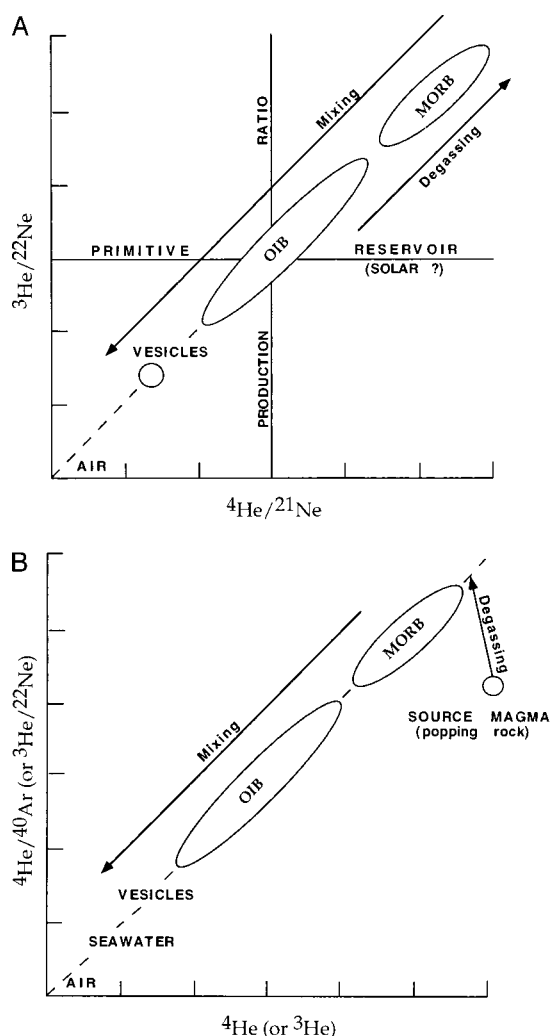 A
MORB
Mixing
RATIO
Degassing
³He/²²Ne
OIB
PRIMITIVE
RESERVOIR
(SOLAR ?)
VESICLES
PRODUCTION
AIR
⁴He/²¹Ne
B
MORB
Degassing
⁴He/⁴⁰Ar (or ³He/²²Ne)
SOURCE MAGMA
(popping rock)
Mixing
OIB
VESICLES
SEAWATER
AIR
⁴He (or ³He)